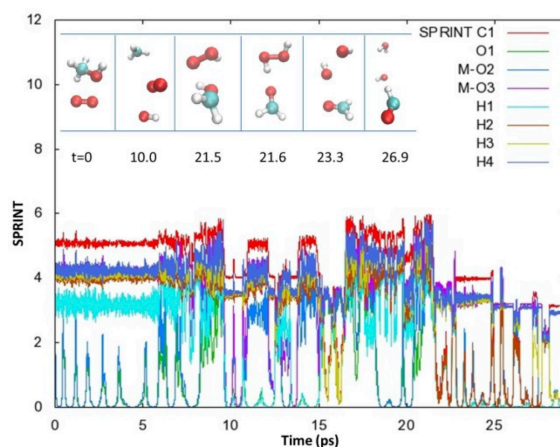 12
10
8
6
4
2
0
SPRINT
SPRINT C1
O1
M-O2
M-O3
H1
H2
H3
H4
t=0 10.0 21.5 21.6 23.3 26.9
0 5 10 15 20 25
Time (ps)